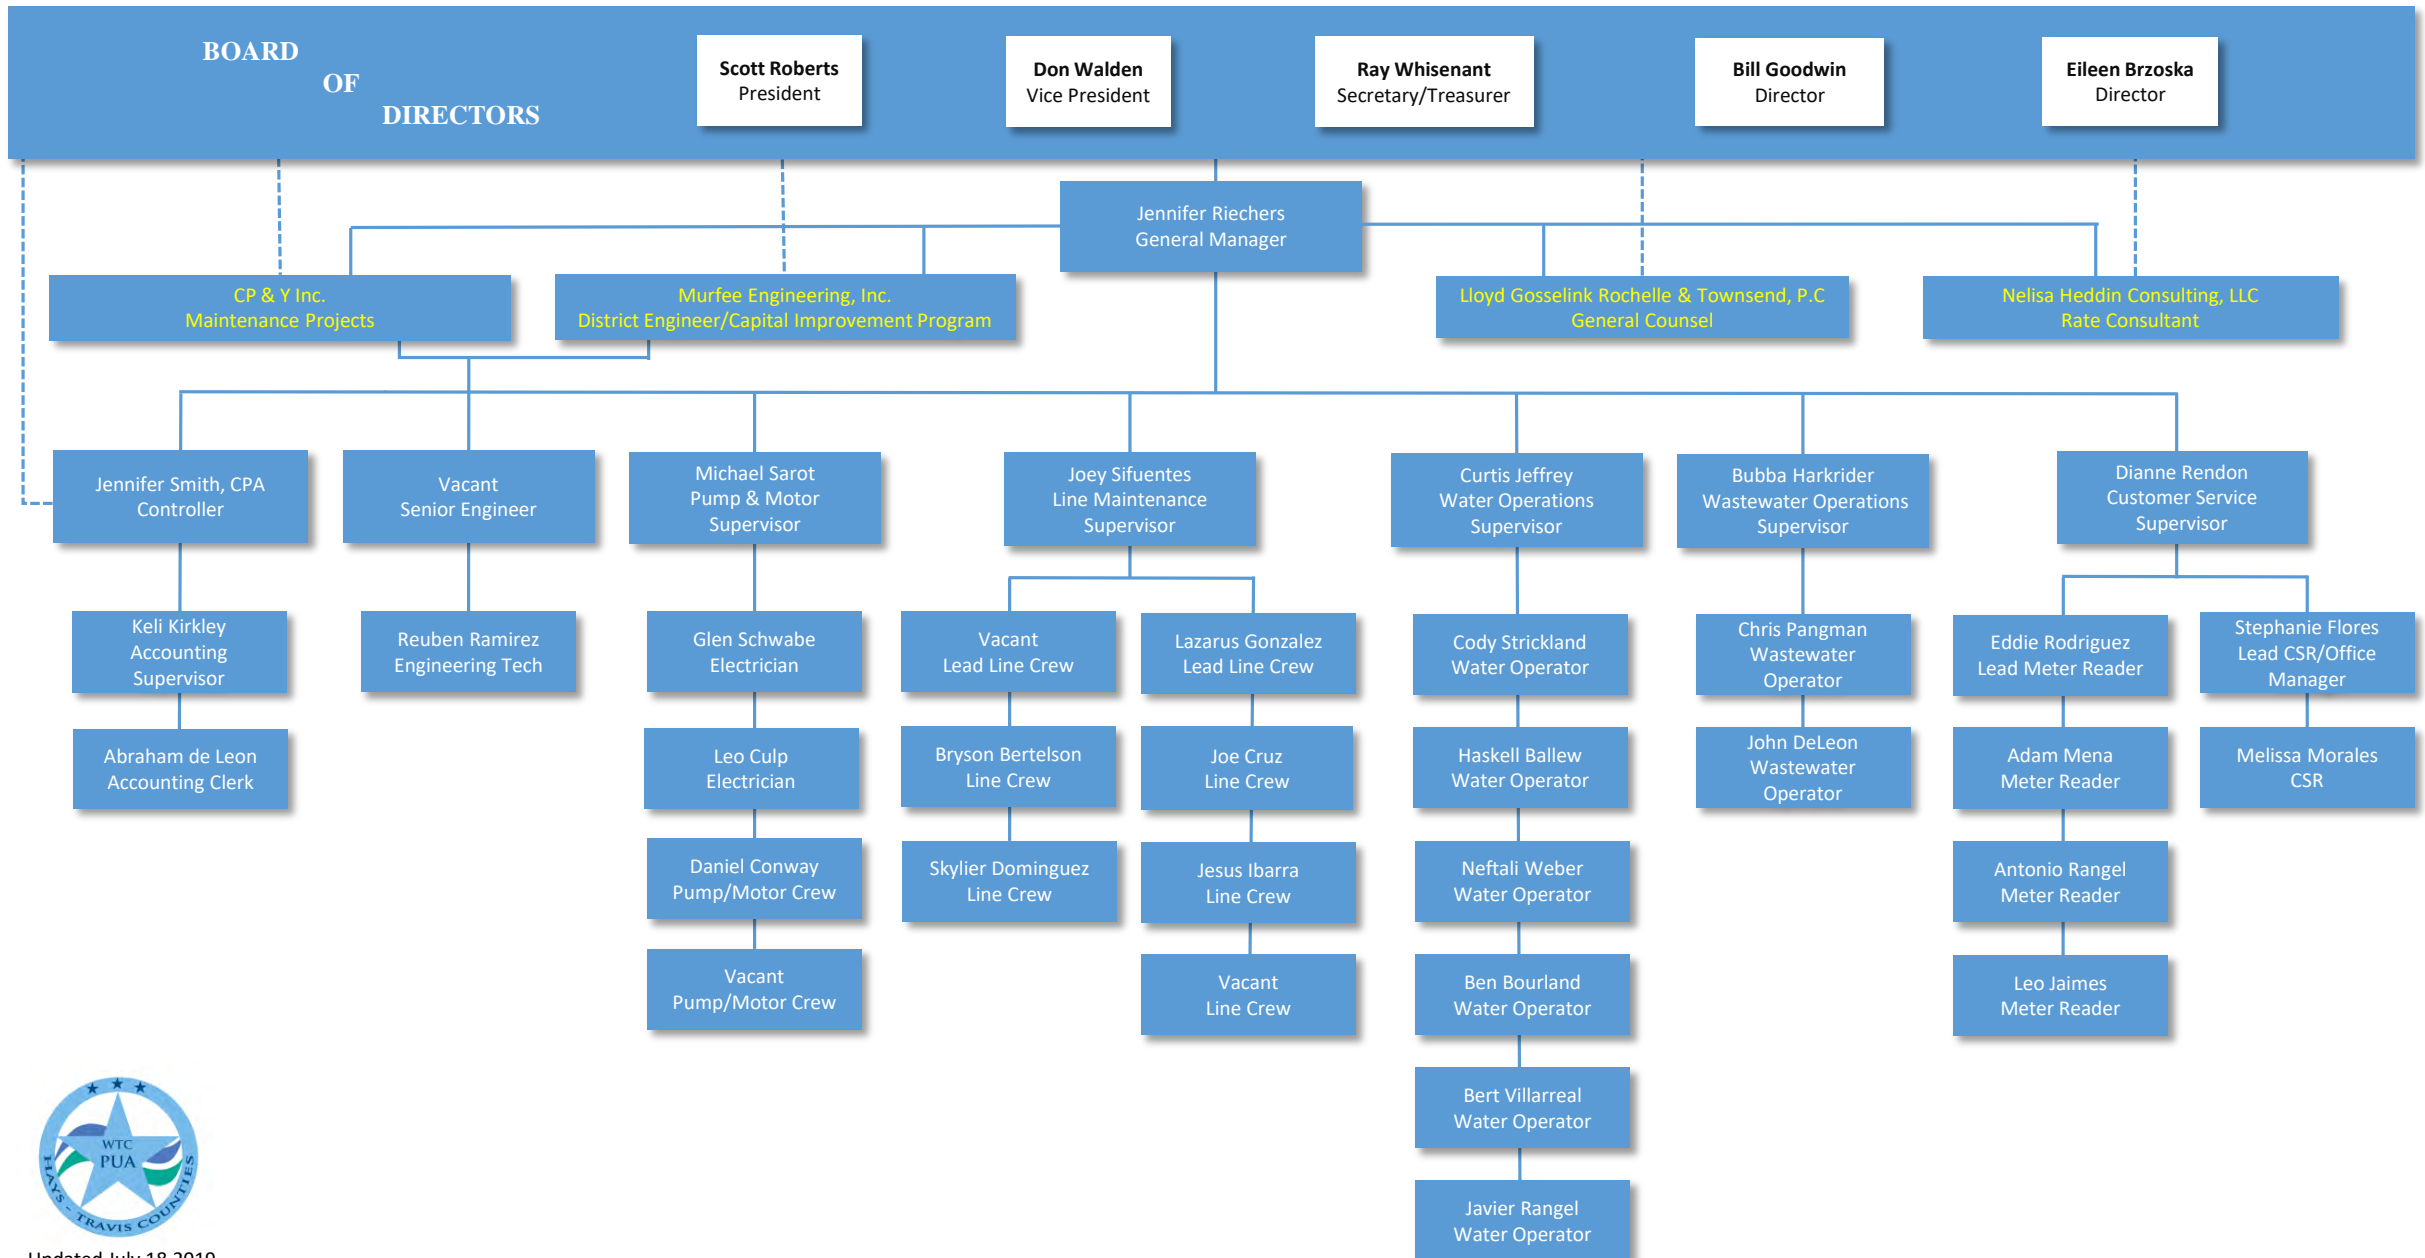 BOARD
OF
DIRECTORS
Scott Roberts
President
Don Walden
Vice President
Ray Whisenant
Secretary/Treasurer
Bill Goodwin
Director
Eileen Brzoska
Director
Jennifer Riechers
General Manager
CP & Y Inc.
Maintenance Projects
Murfee Engineering, Inc.
District Engineer/Capital Improvement Program
Lloyd Gosselink Rochelle & Townsend, P.C
General Counsel
Nelisa Heddin Consulting, LLC
Rate Consultant
Jennifer Smith, CPA
Controller
Vacant
Senior Engineer
Michael Sarot
Pump & Motor
Supervisor
Joey Sifuentes
Line Maintenance
Supervisor
Curtis Jeffrey
Water Operations
Supervisor
Bubba Harkrider
Wastewater Operations
Supervisor
Dianne Rendon
Customer Service
Supervisor
Keli Kirkley
Accounting
Supervisor
Reuben Ramirez
Engineering Tech
Glen Schwabe
Electrician
Vacant
Lead Line Crew
Lazarus Gonzalez
Lead Line Crew
Cody Strickland
Water Operator
Chris Pangman
Wastewater
Operator
Eddie Rodriguez
Lead Meter Reader
Stephanie Flores
Lead CSR/Office
Manager
Abraham de Leon
Accounting Clerk
Leo Culp
Electrician
Bryson Bertelson
Line Crew
Joe Cruz
Line Crew
Haskell Ballew
Water Operator
John DeLeon
Wastewater
Operator
Adam Mena
Meter Reader
Melissa Morales
CSR
Daniel Conway
Pump/Motor Crew
Skylier Dominguez
Line Crew
Jesus Ibarra
Line Crew
Neftali Weber
Water Operator
Antonio Rangel
Meter Reader
Vacant
Pump/Motor Crew
Vacant
Line Crew
Ben Bourland
Water Operator
Leo Jaimes
Meter Reader
Bert Villarreal
Water Operator
Javier Rangel
Water Operator
WTC
PUA
HAYS - TRAVIS COUNTIES
Updated July 18 2019